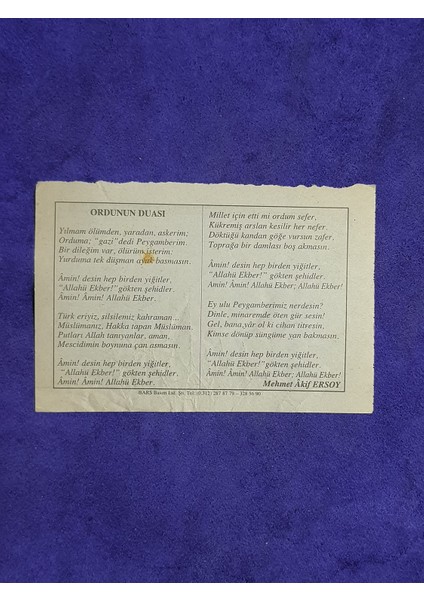 ORDUNUN DUASI
Yılmam ölümden, yaradan, askerim;
Orduma; "gazi"dedi Peygamberim.
Bir dileğim var, ölürüm isterim:
Yurduma tek düşman ayak basmasın.
Âmin! desin hep birden yiğitler,
"Allahü Ekber!" gökten şehidler.
Âmin! Âmin! Allahü Ekber.
Türk eriyiz, silsilemiz kahraman...
Müslümanız, Hakka tapan Müslüman.
Putları Allah tanıyanlar, aman,
Mescidimin boynuna çan asmasın.
Âmin! desin hep birden yiğitler,
"Allahü Ekber!" gökten şehidler.
Âmin! Âmin! Allahü Ekber.
Millet için etti mi ordum sefer,
Kükremiş arslan kesilir her nefer.
Döktüğü kandan göğe vursun zafer.
Toprağa bir damlası boş akmasın.
Âmin! desin hep birden yiğitler,
"Allahü Ekber!" gökten şehidler.
Âmin! Âmin! Allahü Ekber; Allahü Ekber!
Ey ulu Peygamberimiz nerdesin?
Dinle, minaremde öten gür sesin!
Gel, bana,yâr ol ki cihan titresin,
Kimse dönüp süngüme yan bakmasın.
Âmin! desin hep birden yiğitler,
"Allahü Ekber!" gökten şehidler.
Âmin! Âmin! Allahü Ekber; Allahü Ekber!
Mehmet Âkif ERSOY